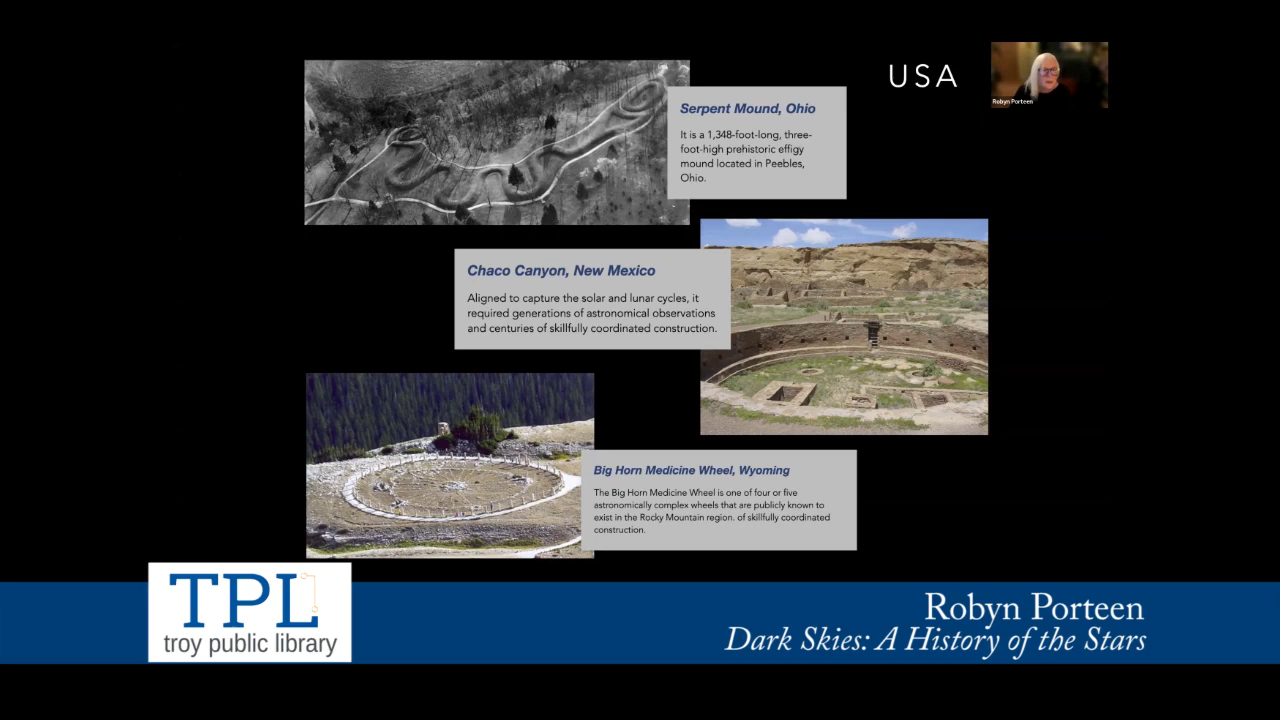 USA
Robyn Porteen
Serpent Mound, Ohio
It is a 1,348-foot-long, three-
foot-high prehistoric effigy
mound located in Peebles,
Ohio.
Chaco Canyon, New Mexico
Aligned to capture the solar and lunar cycles, it
required generations of astronomical observations
and centuries of skillfully coordinated construction.
Big Horn Medicine Wheel, Wyoming
The Big Horn Medicine Wheel is one of four or five
astronomically complex wheels that are publicly known to
exist in the Rocky Mountain region. of skillfully coordinated
construction.
TPL
troy public library
Robyn Porteen
Dark Skies: A History of the Stars